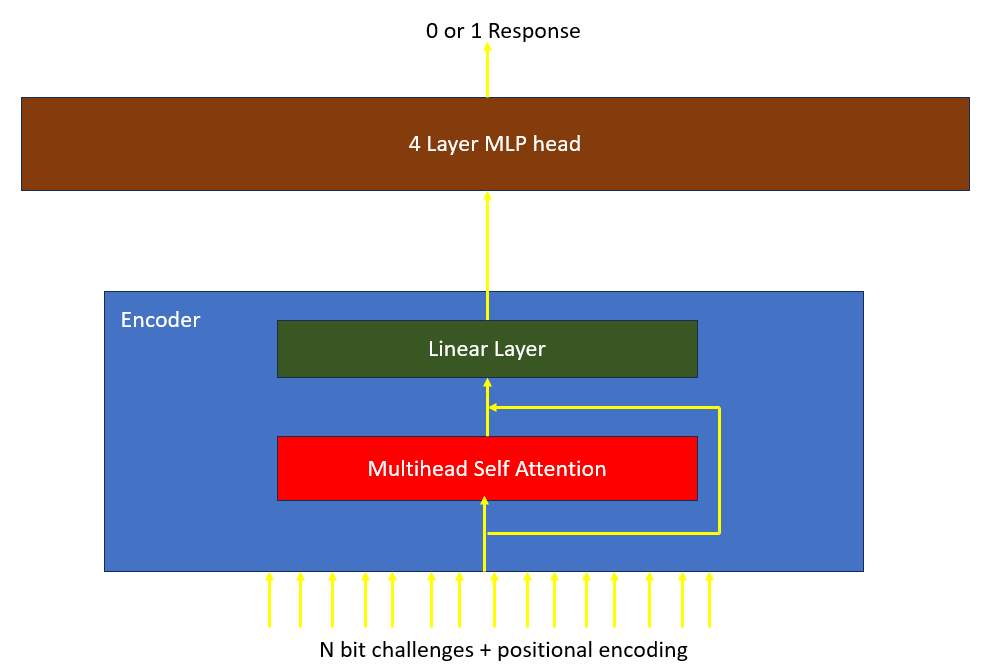 0 or 1 Response
4 Layer MLP head
Encoder
Linear Layer
Multihead Self Attention
N bit challenges + positional encoding